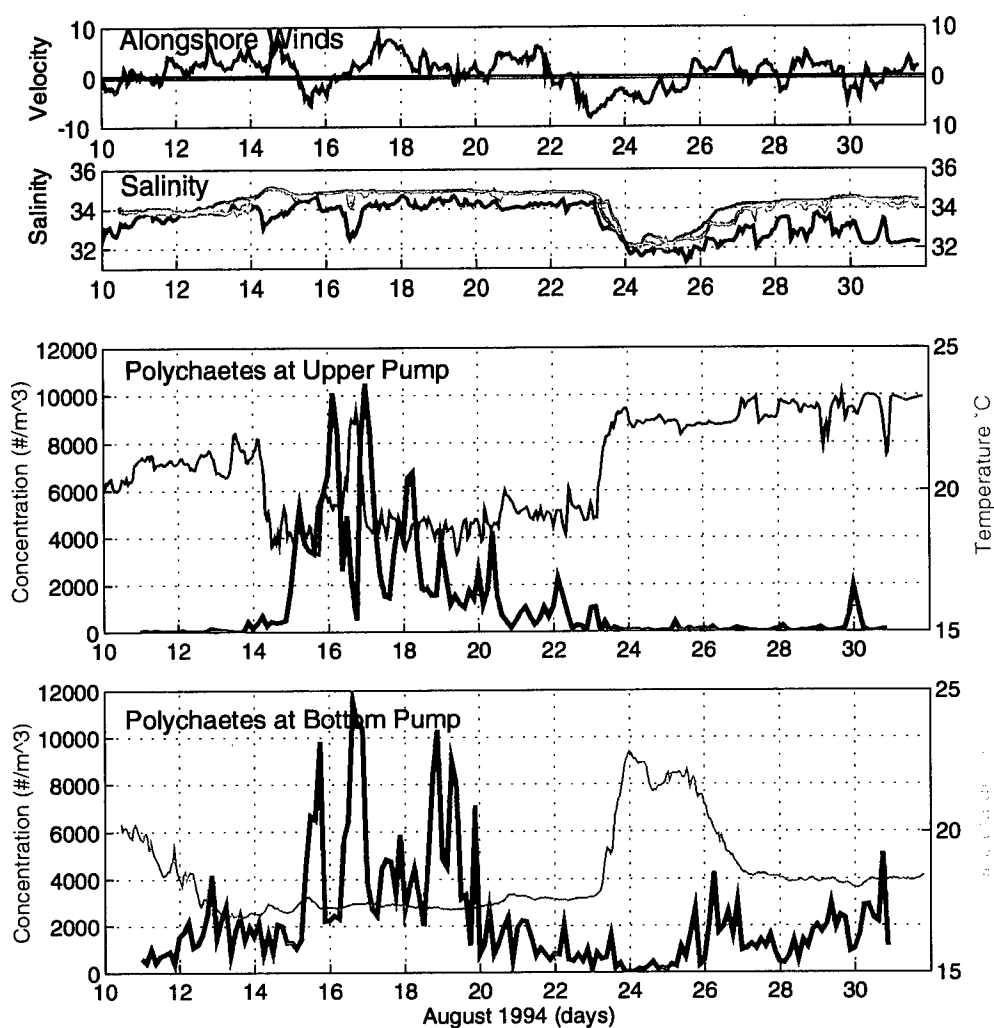 Alongshore Winds
Velocity
10 0 -10
10 0 10
10 12 14 16 18 20 22 24 26 28 30
Salinity
Salinity
36 34 32
34 32
10 12 14 16 18 20 22 24 26 28 30
Polychaetes at Upper Pump
Concentration (#/m^3)
12000 10000 8000 6000 4000 2000 0
25 20 15
Temperature °C
10 12 14 16 18 20 22 24 26 28 30
Polychaetes at Bottom Pump
Concentration (#/m^3)
12000 10000 8000 6000 4000 2000 0
25 20 15
10 12 14 16 18 20 22 24 26 28 30
August 1994 (days)